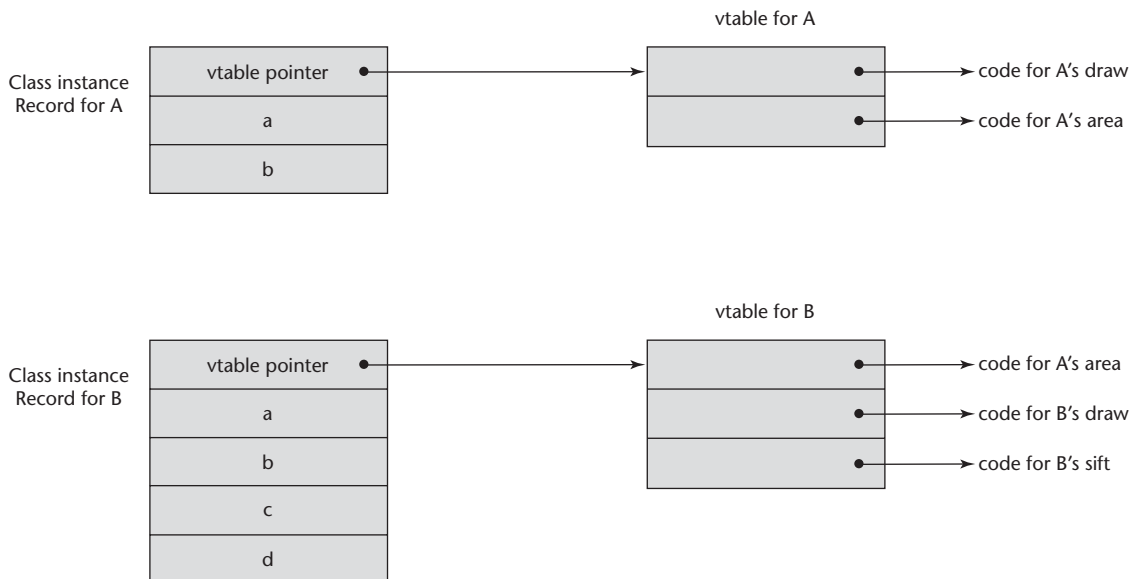 vtable for A
Class instance
Record for A
vtable pointer
code for A's draw
a
code for A's area
b
vtable for B
Class instance
Record for B
vtable pointer
code for A's area
a
code for B's draw
b
code for B's sift
c
d